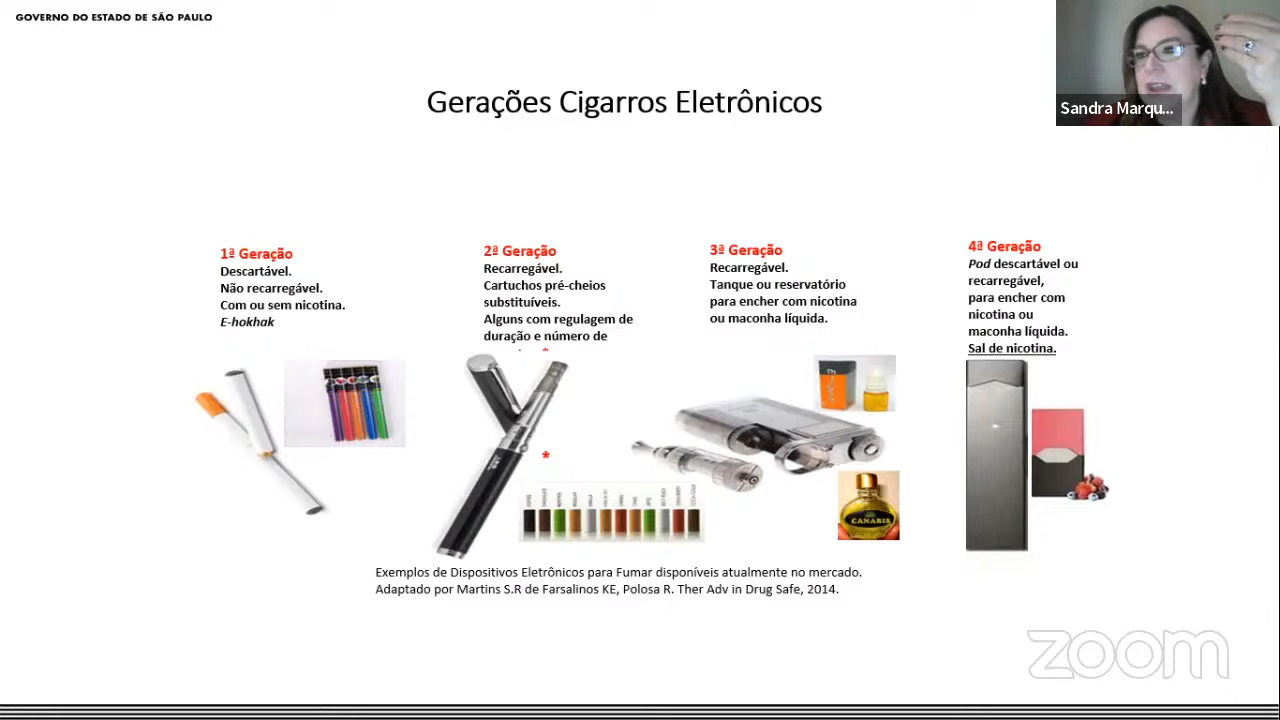 GOVERNO DO ESTADO DE SÃO PAULO
Sandra Marqu...
Gerações Cigarros Eletrônicos
1ª Geração
Descartável.
Não recarregável.
Com ou sem nicotina.
E-hokhak
2ª Geração
Recarregável.
Cartuchos pré-cheios
substituíveis.
Alguns com regulagem de
duração e número de
*
*
3ª Geração
Recarregável.
Tanque ou reservatório
para encher com nicotina
ou maconha líquida.
CANABIS
4ª Geração
Pod descartável ou
recarregável,
para encher com
nicotina ou
maconha líquida.
Sal de nicotina.
Exemplos de Dispositivos Eletrônicos para Fumar disponíveis atualmente no mercado.
Adaptado por Martins S.R de Farsalinos KE, Polosa R. Ther Adv in Drug Safe, 2014.
zoom